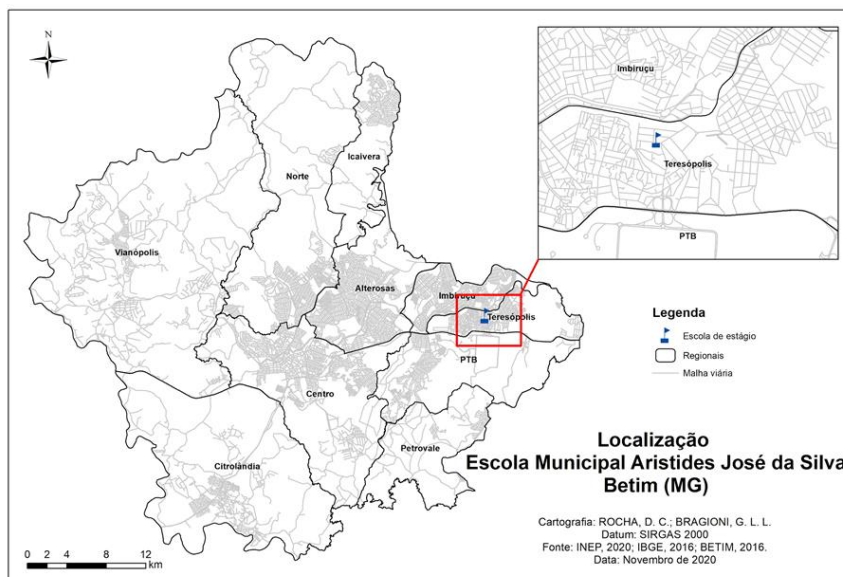 N
Imbiruçu
Teresópolis
PTB
Icaivera
Norte
Vianópolis
Alterosas
Imbiruçu
Teresópolis
PTB
Centro
Petrovale
Citrolândia
Legenda
Escola de estágio
Regionais
Malha viária
Localização
Escola Municipal Aristides José da Silva
Betim (MG)
Cartografia: ROCHA, D. C.; BRAGIONI, G. L. L.
Datum: SIRGAS 2000
Fonte: INEP, 2020; IBGE, 2016; BETIM, 2016.
Data: Novembro de 2020
0 2 4 8 12
km